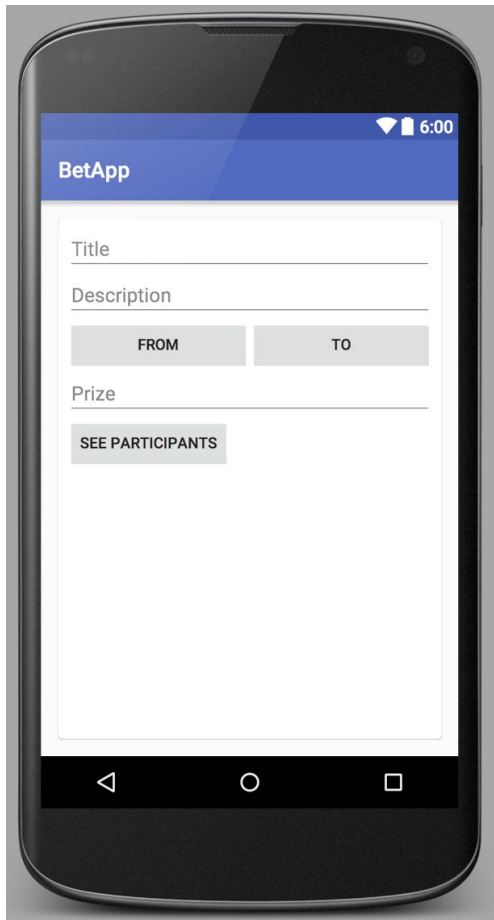 6:00
BetApp
Title
Description
FROM TO
Prize
SEE PARTICIPANTS